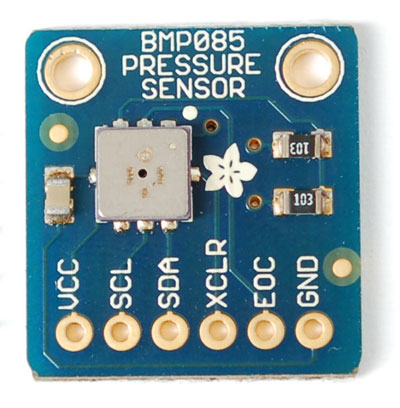 BMP085
PRESSURE
SENSOR
103
103
VCC
SCL
SDA
XCLR
EOC
GND